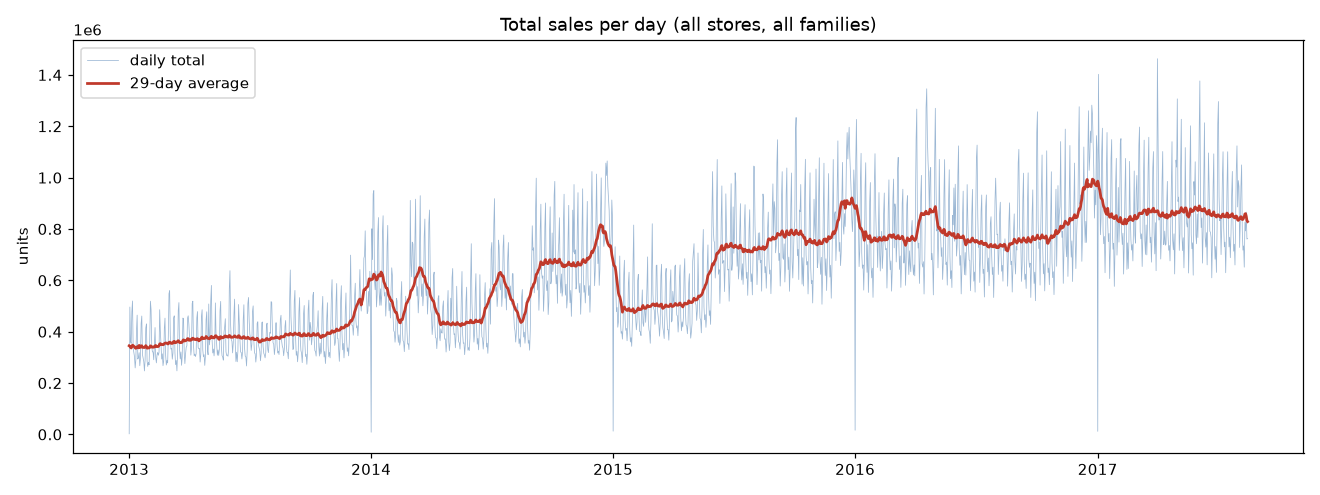 Total sales per day (all stores, all families)
1e6
daily total
29-day average
1.4
1.2
1.0
0.8
0.6
0.4
0.2
0.0
units
2013 2014 2015 2016 2017